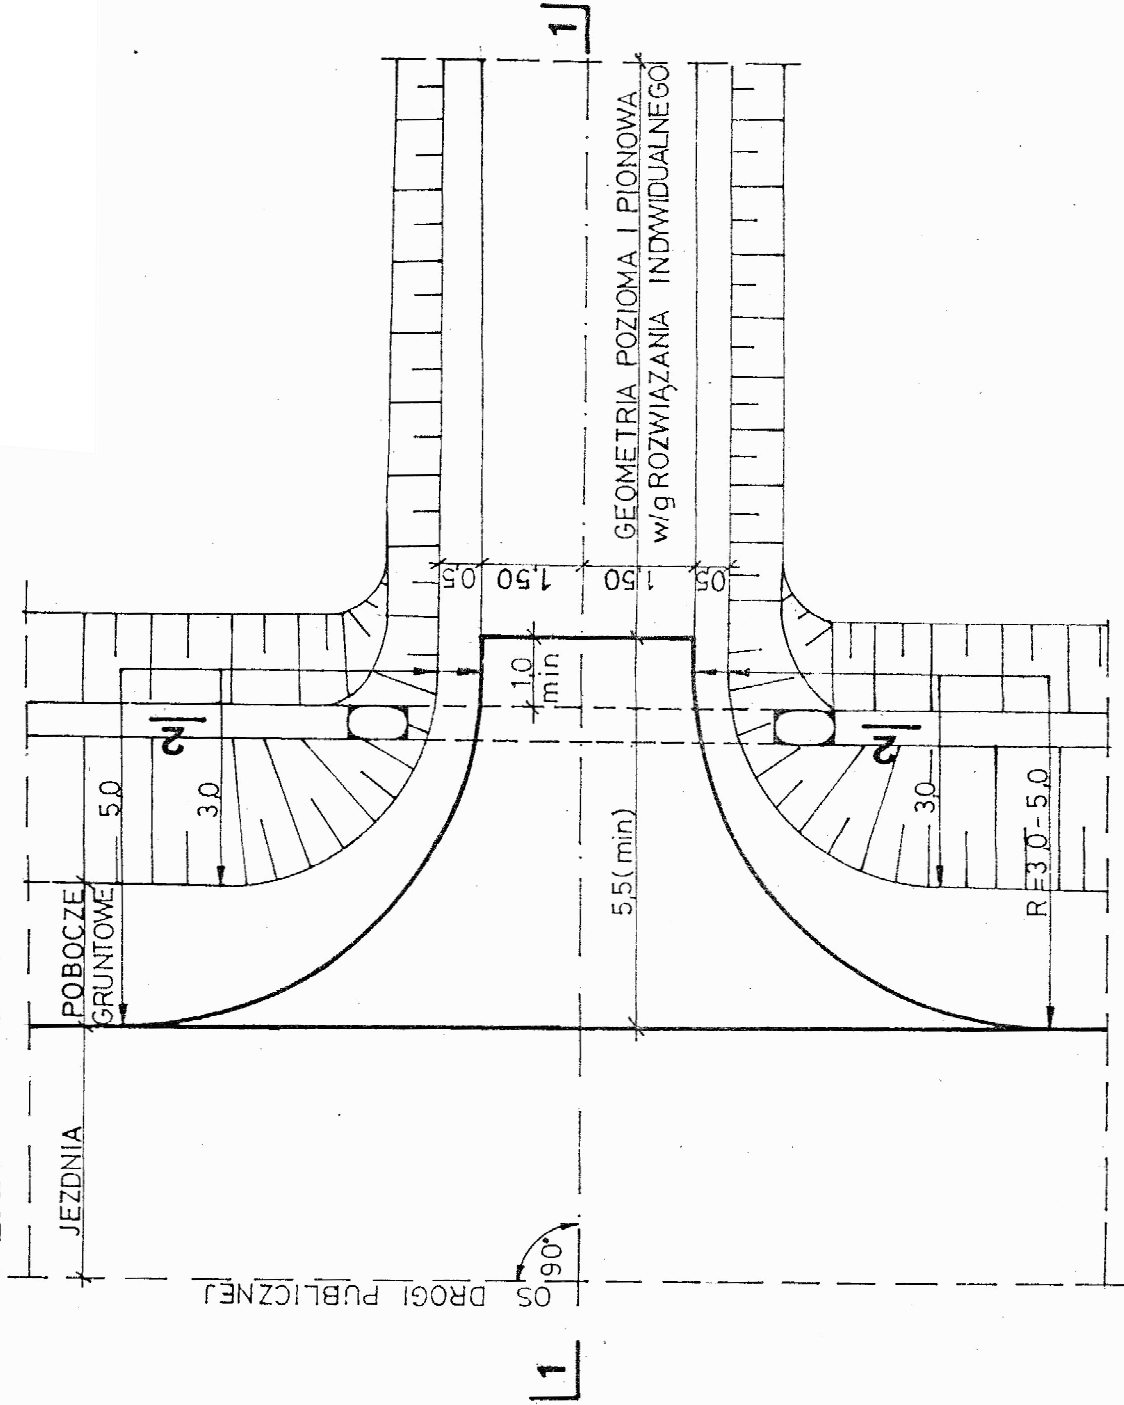 1
GEOMETRIA POZIOMA I PIONOWA
w/g ROZWIĄZANIA INDYWIDUALNEGO
0,5
1,50
1,50
0,5
1,0
min
2
2
5,0
3,0
5,5(min)
3,0
R=3,0-5,0
POBOCZE
GRUNTOWE
JEZDNIA
90°
OS DROGI PUBLICZNEJ
1